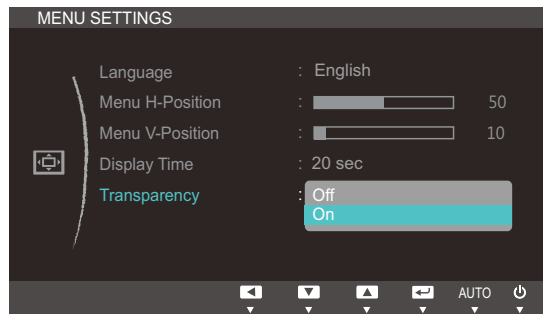 MENU SETTINGS
Language : English
Menu H-Position : 50
Menu V-Position : 10
Display Time : 20 sec
Transparency : Off
On
AUTO